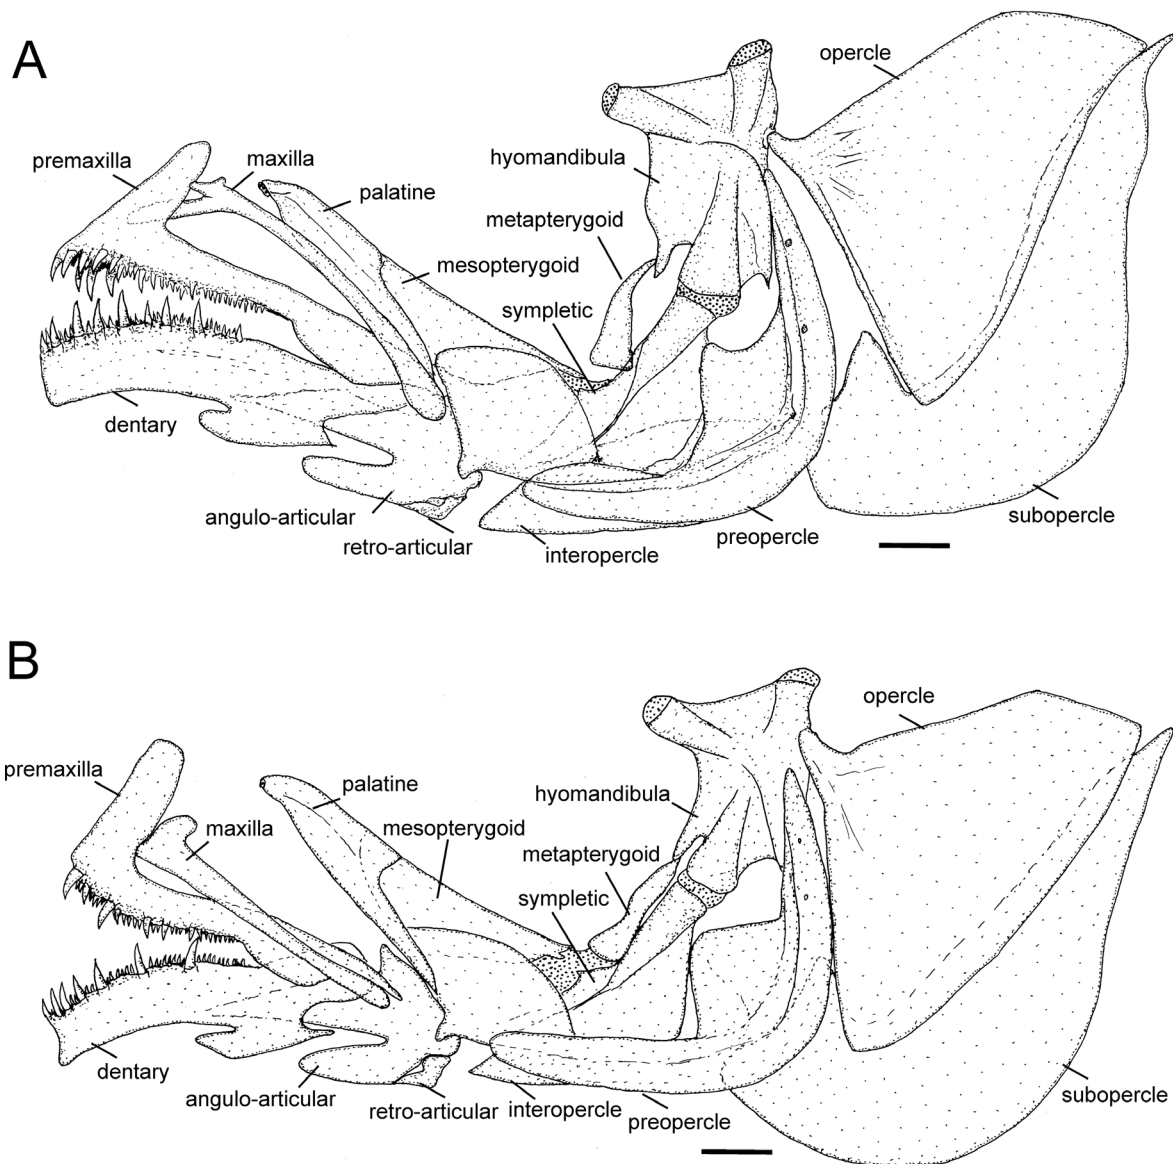 A
opercle
premaxilla
maxilla
hyomandibula
palatine
metapterygoid
mesopterygoid
sympletic
dentary
angulo-articular
retro-articular
interopercle
preopercle
subopercle
B
opercle
premaxilla
palatine
hyomandibula
maxilla
mesopterygoid
metapterygoid
sympletic
dentary
angulo-articular
retro-articular
interopercle
preopercle
subopercle